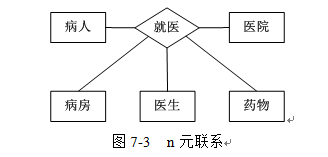 病人 就医 医院
病房 医生 药物
图 7-3 n 元联系